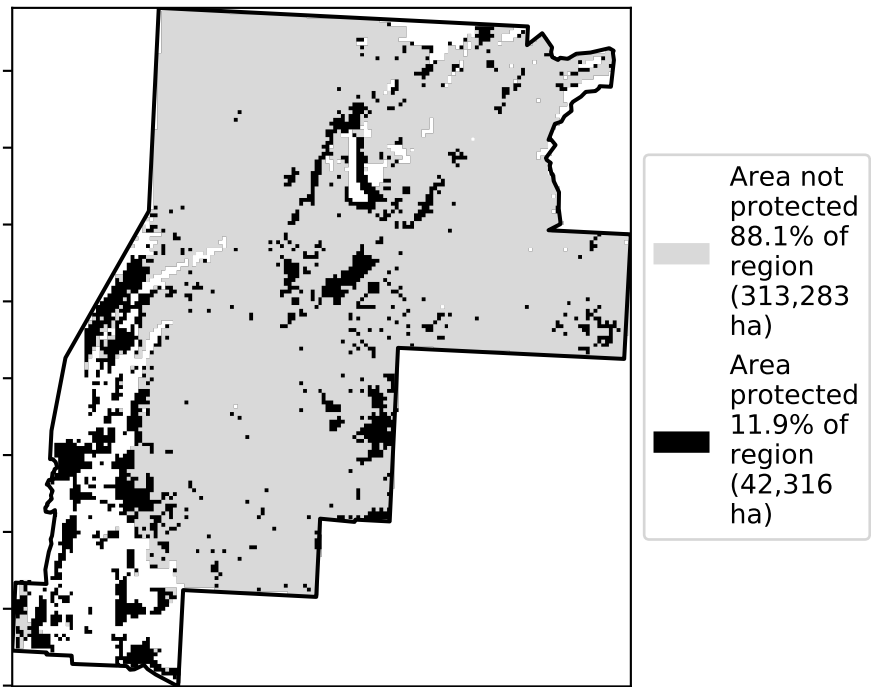 Area not
protected
88.1% of
region
(313,283
ha)
Area
protected
11.9% of
region
(42,316
ha)